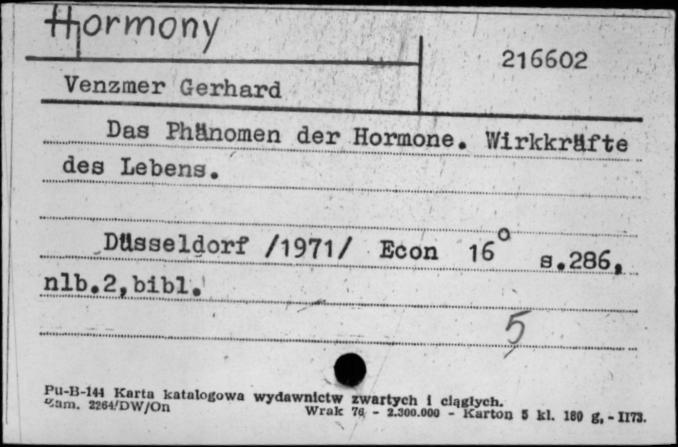 Hormony
216602
Venzmer Gerhard
Das Phänomen der Hormone. Wirkkräfte
des Lebens.
Düsseldorf /1971/ Econ 16° s.286,
nlb.2,bibl.
5
Pu-B-144 Karta katalogowa wydawnictw zwartych i ciągłych.
Zam. 2264/DW/On Wrak 76 - 2.300.000 - Karton 5 kl. 180 g. - II73.